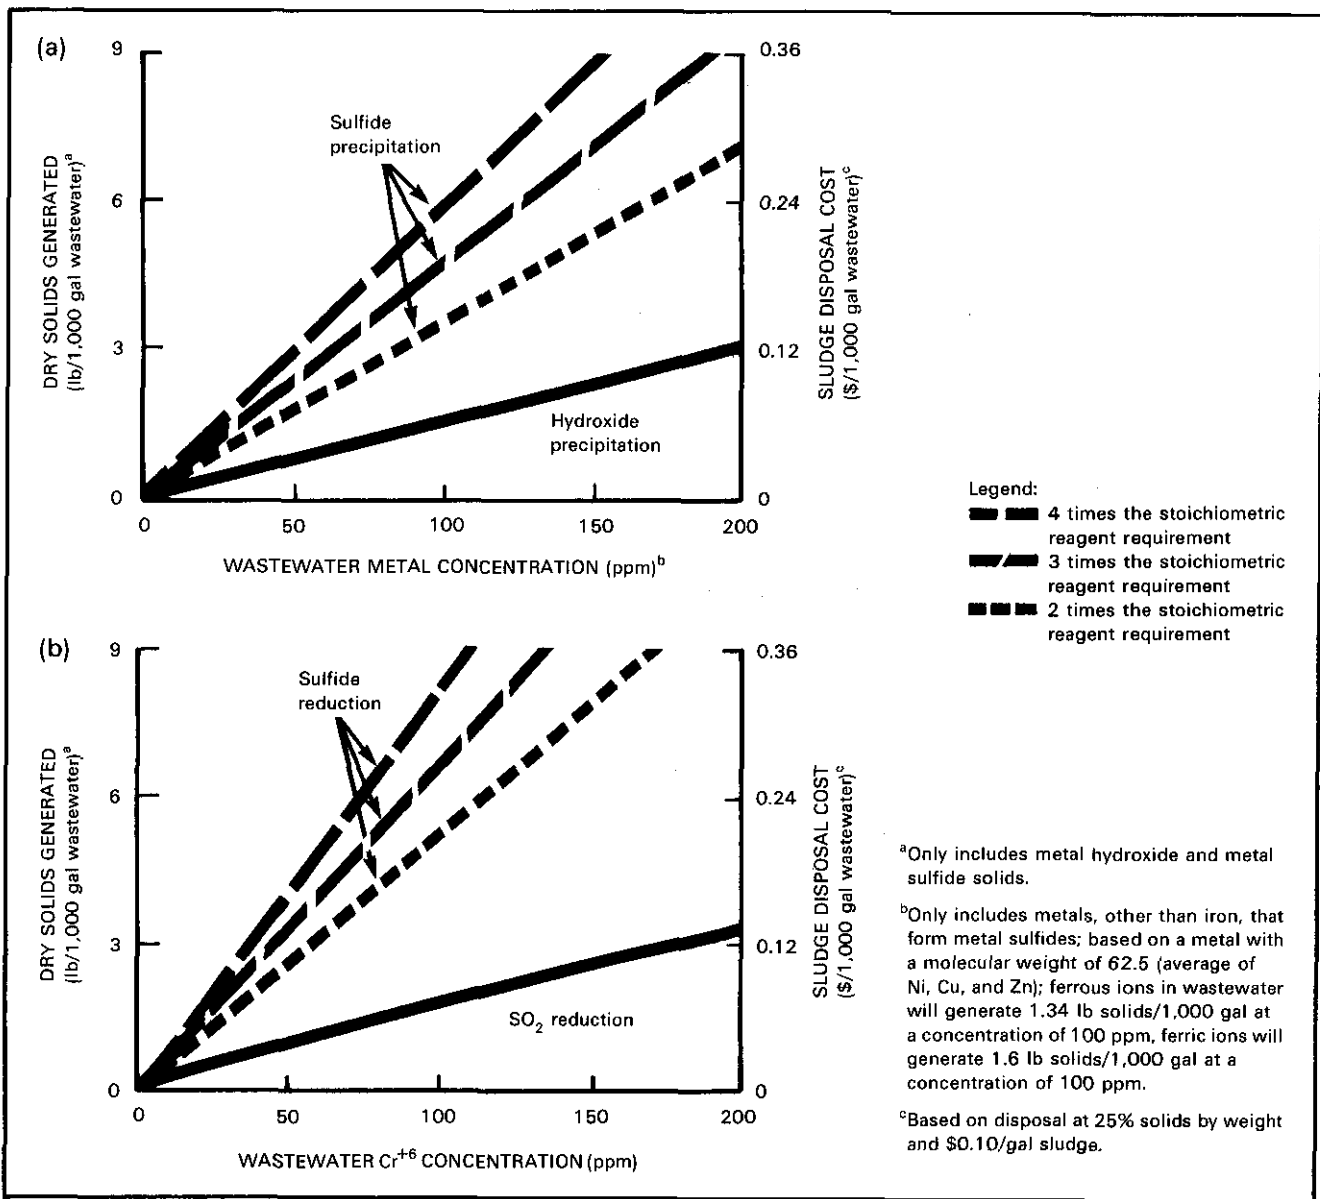 (a)
9
6
3
0
DRY SOLIDS GENERATED
(lb/1,000 gal wastewater)ᵃ
Sulfide
precipitation
Hydroxide
precipitation
0.36
0.24
0.12
0
SLUDGE DISPOSAL COST
($/1,000 gal wastewater)ᶜ
0
50
100
150
200
WASTEWATER METAL CONCENTRATION (ppm)ᵇ
Legend:
4 times the stoichiometric
reagent requirement
3 times the stoichiometric
reagent requirement
2 times the stoichiometric
reagent requirement
(b)
9
6
3
0
DRY SOLIDS GENERATED
(lb/1,000 gal wastewater)ᵃ
Sulfide
reduction
SO₂ reduction
0.36
0.24
0.12
0
SLUDGE DISPOSAL COST
($/1,000 gal wastewater)ᶜ
0
50
100
150
200
WASTEWATER Cr⁺⁶ CONCENTRATION (ppm)
ᵃOnly includes metal hydroxide and metal
sulfide solids.
ᵇOnly includes metals, other than iron, that
form metal sulfides; based on a metal with
a molecular weight of 62.5 (average of
Ni, Cu, and Zn); ferrous ions in wastewater
will generate 1.34 lb solids/1,000 gal at
a concentration of 100 ppm, ferric ions will
generate 1.6 lb solids/1,000 gal at a
concentration of 100 ppm.
ᶜBased on disposal at 25% solids by weight
and $0.10/gal sludge.